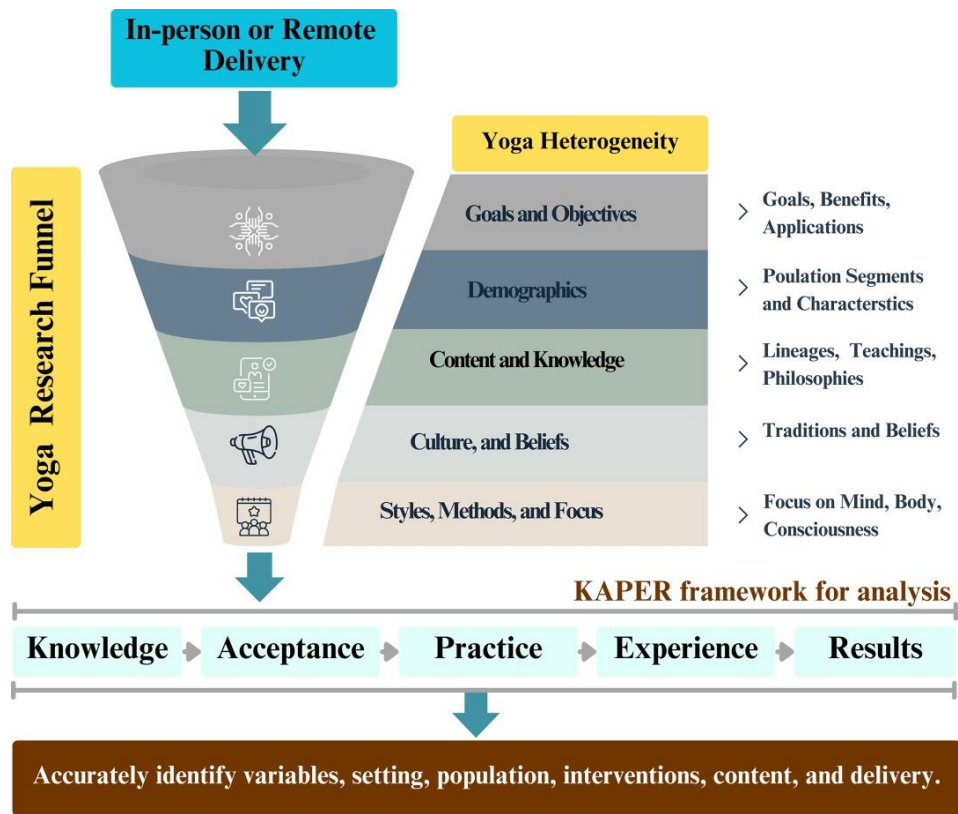 In-person or Remote
Delivery
Yoga Research Funnel
Yoga Heterogeneity
Goals and Objectives
Goals, Benefits,
Applications
Demographics
Poulation Segments
and Characterstics
Content and Knowledge
Lineages, Teachings,
Philosophies
Culture, and Beliefs
Traditions and Beliefs
Styles, Methods, and Focus
Focus on Mind, Body,
Consciousness
KAPER framework for analysis
Knowledge
Acceptance
Practice
Experience
Results
Accurately identify variables, setting, population, interventions, content, and delivery.